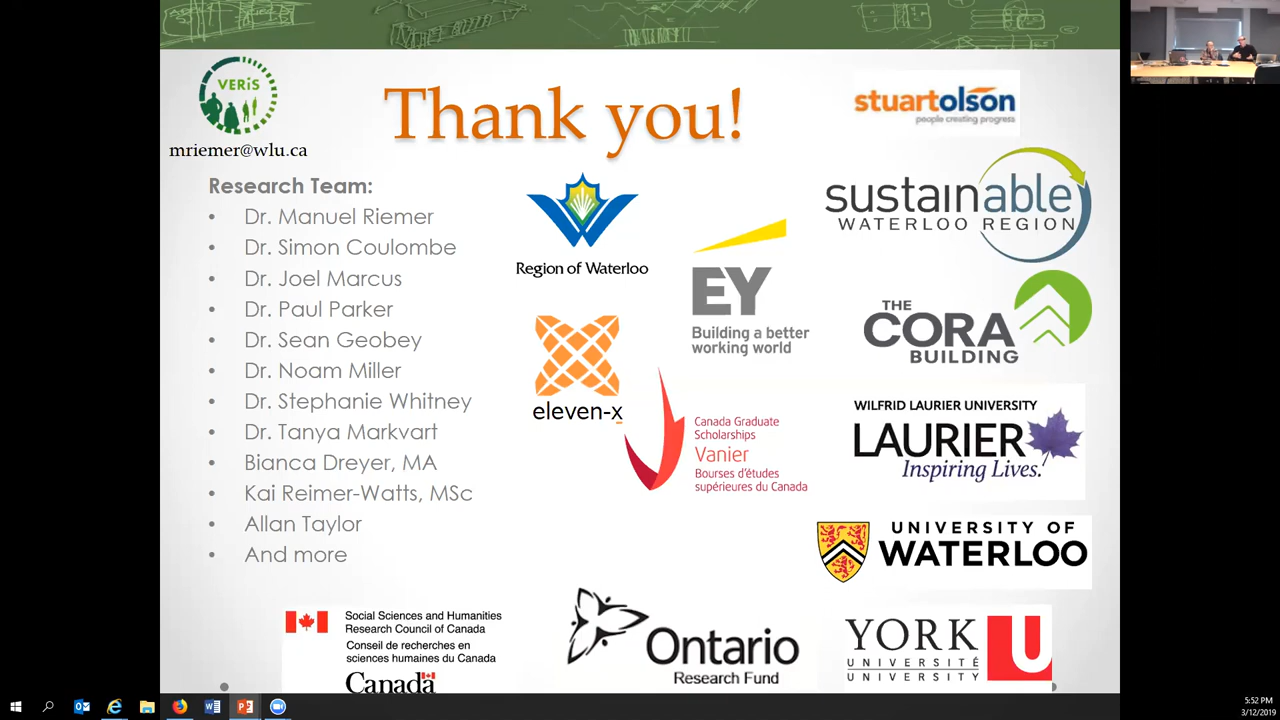 VERiS
mriemer@wlu.ca
Thank you!
stuartolson
people creating progress
Research Team:
• Dr. Manuel Riemer
• Dr. Simon Coulombe
• Dr. Joel Marcus
• Dr. Paul Parker
• Dr. Sean Geobey
• Dr. Noam Miller
• Dr. Stephanie Whitney
• Dr. Tanya Markvart
• Bianca Dreyer, MA
• Kai Reimer-Watts, MSc
• Allan Taylor
• And more
Region of Waterloo
sustainable
WATERLOO REGION
EY
Building a better
working world
THE
CORA
BUILDING
eleven-x
Canada Graduate
Scholarships
Vanier
Bourses d'études
supérieures du Canada
WILFRID LAURIER UNIVERSITY
LAURIER
Inspiring Lives.
UNIVERSITY OF
WATERLOO
Social Sciences and Humanities
Research Council of Canada
Conseil de recherches en
sciences humaines du Canada
Canada
Ontario
Research Fund
YORK
UNIVERSITÉ
UNIVERSITY
U
5:52 PM
3/12/2019